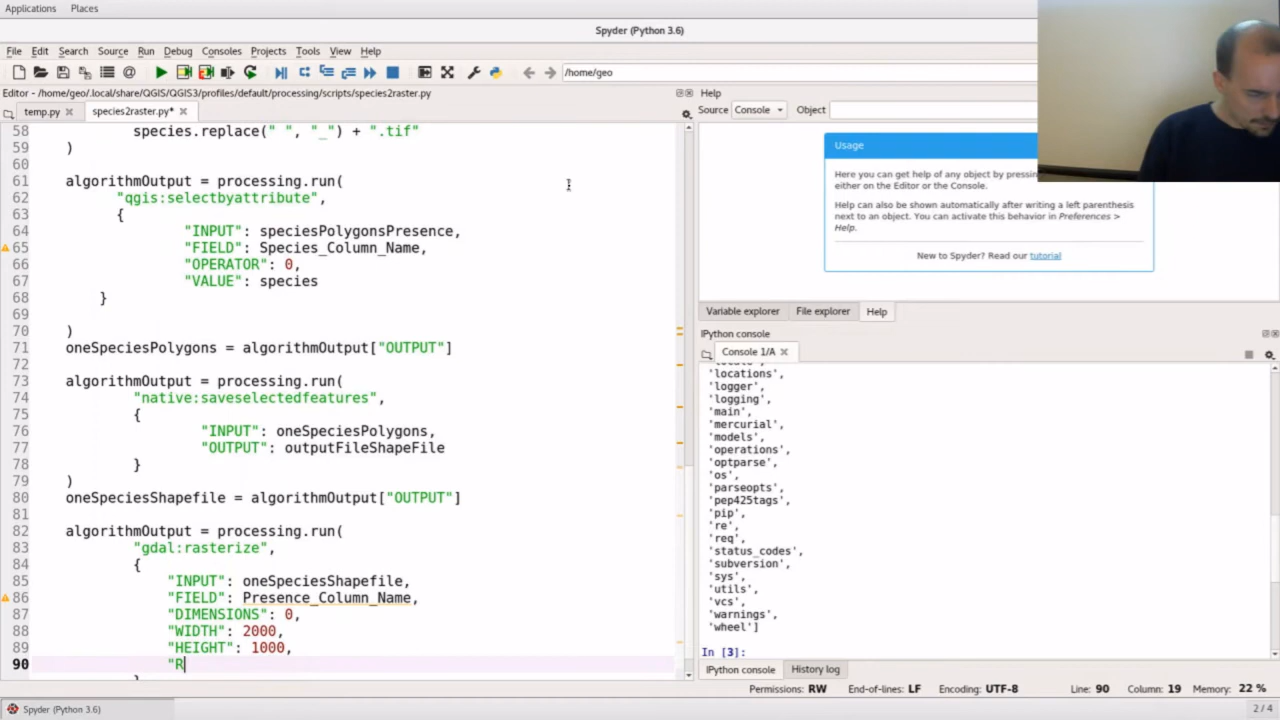 Applications Places
Spyder (Python 3.6)
File Edit Search Source Run Debug Consoles Projects Tools View Help
/home/geo
Editor - /home/geo/.local/share/QGIS/QGIS3/profiles/default/processing/scripts/species2raster.py
Help
temp.py species2raster.py*
Source Console Object
58 species.replace(" ", "_") + ".tif"
59 )
60
61 algorithmOutput = processing.run(
62 "qgis:selectbyattribute",
63 {
64 "INPUT": speciesPolygonsPresence,
65 "FIELD": Species_Column_Name,
66 "OPERATOR": 0,
67 "VALUE": species
68 }
69
70 )
71 oneSpeciesPolygons = algorithmOutput["OUTPUT"]
72
73 algorithmOutput = processing.run(
74 "native:saveselectedfeatures",
75 {
76 "INPUT": oneSpeciesPolygons,
77 "OUTPUT": outputFileShapeFile
78 }
79 )
80 oneSpeciesShapefile = algorithmOutput["OUTPUT"]
81
82 algorithmOutput = processing.run(
83 "gdal:rasterize",
84 {
85 "INPUT": oneSpeciesShapefile,
86 "FIELD": Presence_Column_Name,
87 "DIMENSIONS": 0,
88 "WIDTH": 2000,
89 "HEIGHT": 1000,
90 "R
Usage
Here you can get help of any object by pressing
either on the Editor or the Console.
Help can also be shown automatically after writing a left parenthesis
next to an object. You can activate this behavior in Preferences >
Help.
New to Spyder? Read our tutorial
Variable explorer File explorer Help
IPython console
Console 1/A
'locations',
'logger',
'logging',
'main',
'mercurial',
'models',
'operations',
'optparse',
'os',
'parseopts',
'pep425tags',
'pip',
're',
'req',
'status_codes',
'subversion',
'sys',
'utils',
'vcs',
'warnings',
'wheel']
In [3]:
IPython console History log
Permissions: RW End-of-lines: LF Encoding: UTF-8 Line: 90 Column: 19 Memory: 22 %
Spyder (Python 3.6)
2 / 4